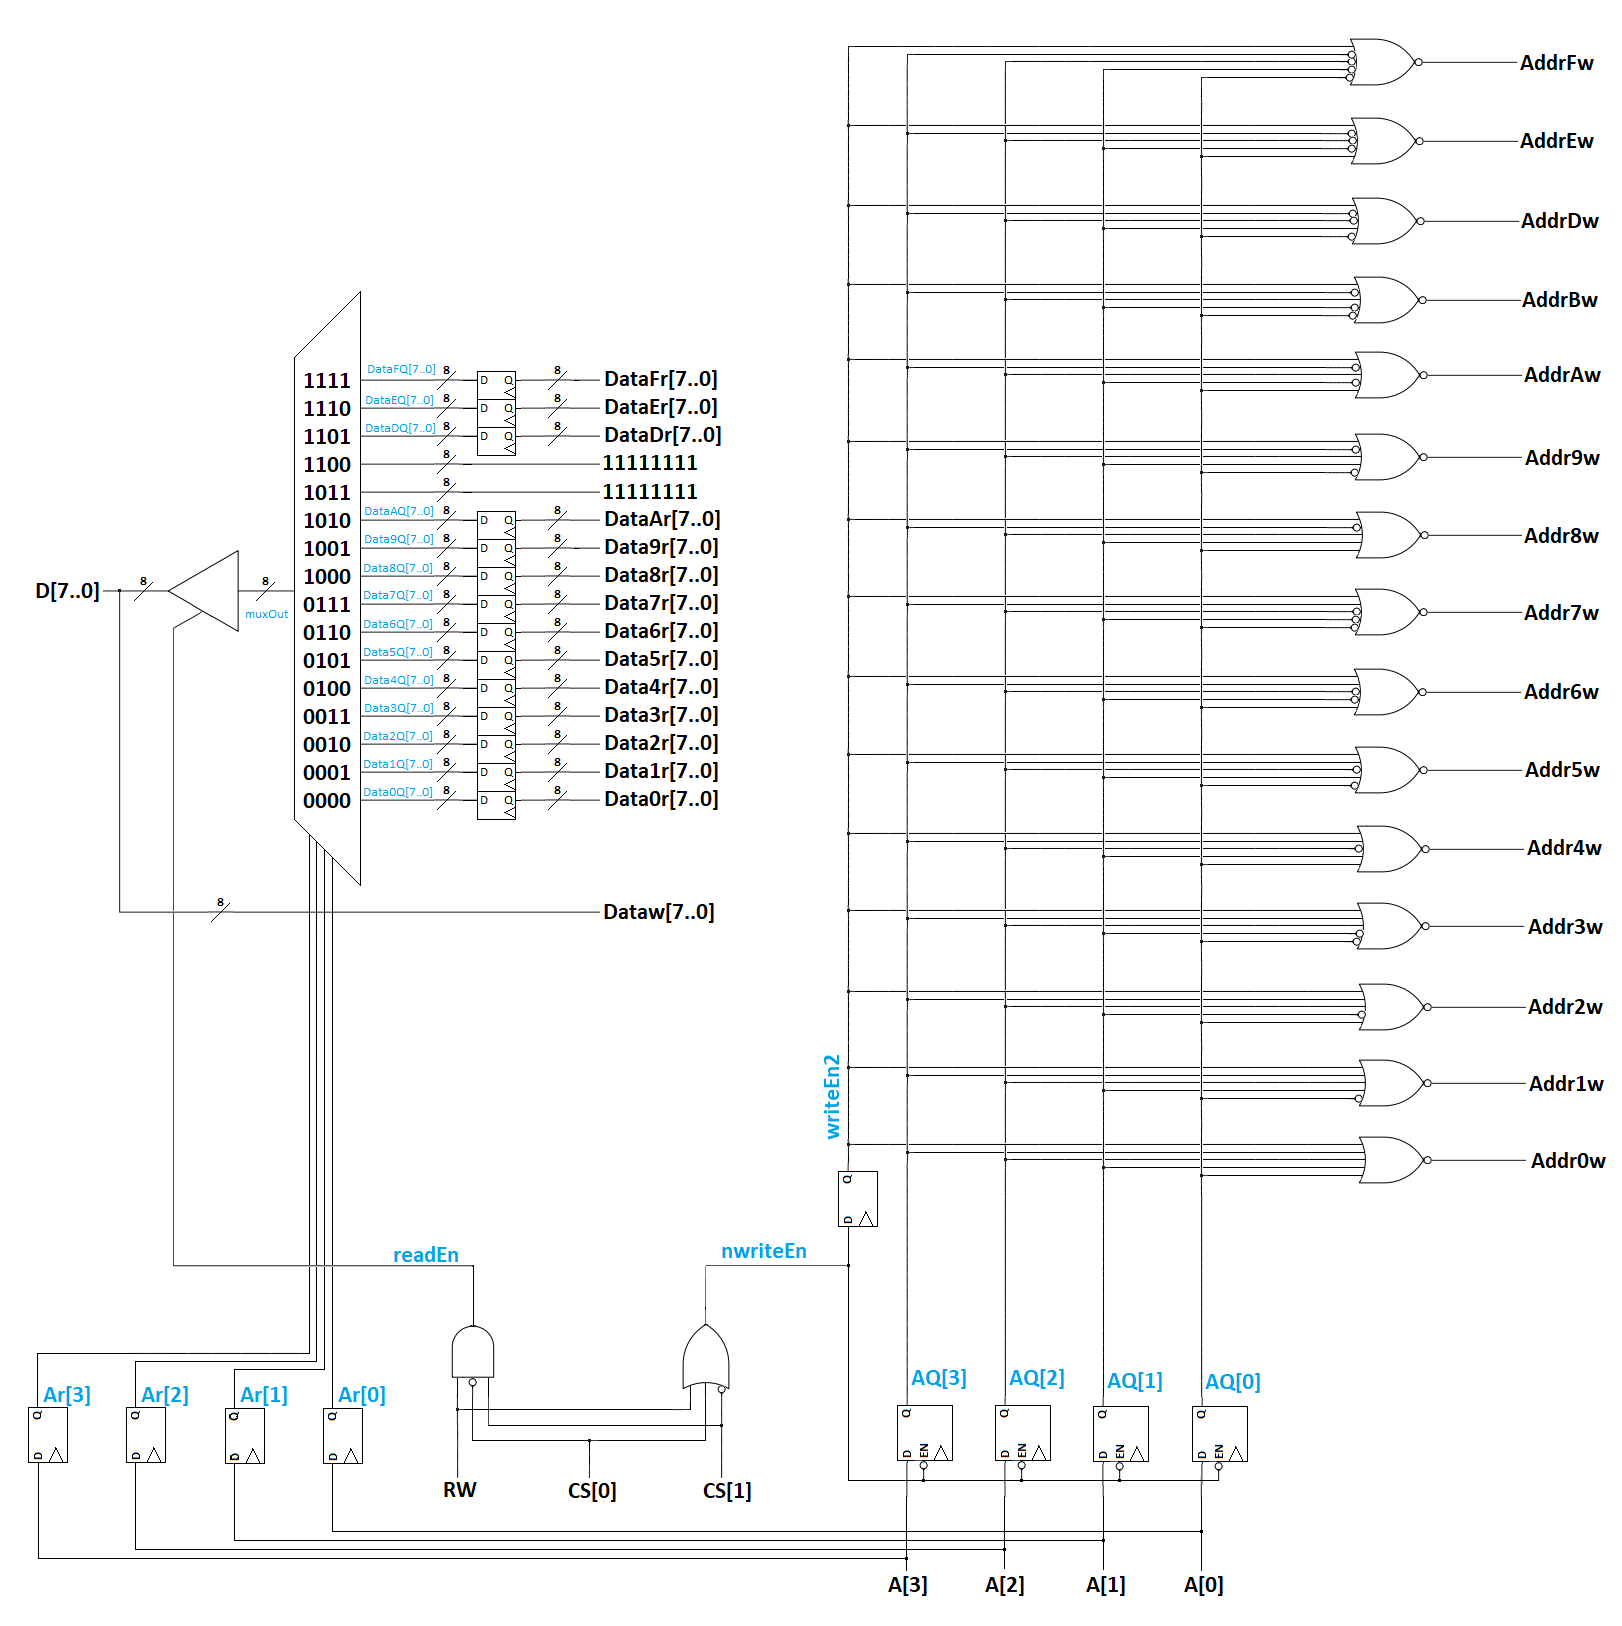 AddrFw
AddrEw
AddrDw
AddrBw
AddrAw
Addr9w
Addr8w
Addr7w
Addr6w
Addr5w
Addr4w
Addr3w
Addr2w
Addr1w
Addr0w
1111 DataFQ[7..0] 8 D Q 8 DataFr[7..0]
1110 DataEQ[7..0] 8 D Q 8 DataEr[7..0]
1101 DataDQ[7..0] 8 D Q 8 DataDr[7..0]
1100 8 11111111
1011 8 11111111
1010 DataAQ[7..0] 8 D Q 8 DataAr[7..0]
1001 Data9Q[7..0] 8 D Q 8 Data9r[7..0]
1000 Data8Q[7..0] 8 D Q 8 Data8r[7..0]
0111 Data7Q[7..0] 8 D Q 8 Data7r[7..0]
0110 Data6Q[7..0] 8 D Q 8 Data6r[7..0]
0101 Data5Q[7..0] 8 D Q 8 Data5r[7..0]
0100 Data4Q[7..0] 8 D Q 8 Data4r[7..0]
0011 Data3Q[7..0] 8 D Q 8 Data3r[7..0]
0010 Data2Q[7..0] 8 D Q 8 Data2r[7..0]
0001 Data1Q[7..0] 8 D Q 8 Data1r[7..0]
0000 Data0Q[7..0] 8 D Q 8 Data0r[7..0]
D[7..0] 8 8
muxOut
8 Dataw[7..0]
writeEn2
Q
D
readEn
nwriteEn
Ar[3] Ar[2] Ar[1] Ar[0]
Q Q Q Q
D D D D
RW CS[0] CS[1]
AQ[3] AQ[2] AQ[1] AQ[0]
Q Q Q Q
D EN D EN D EN D EN
A[3] A[2] A[1] A[0]